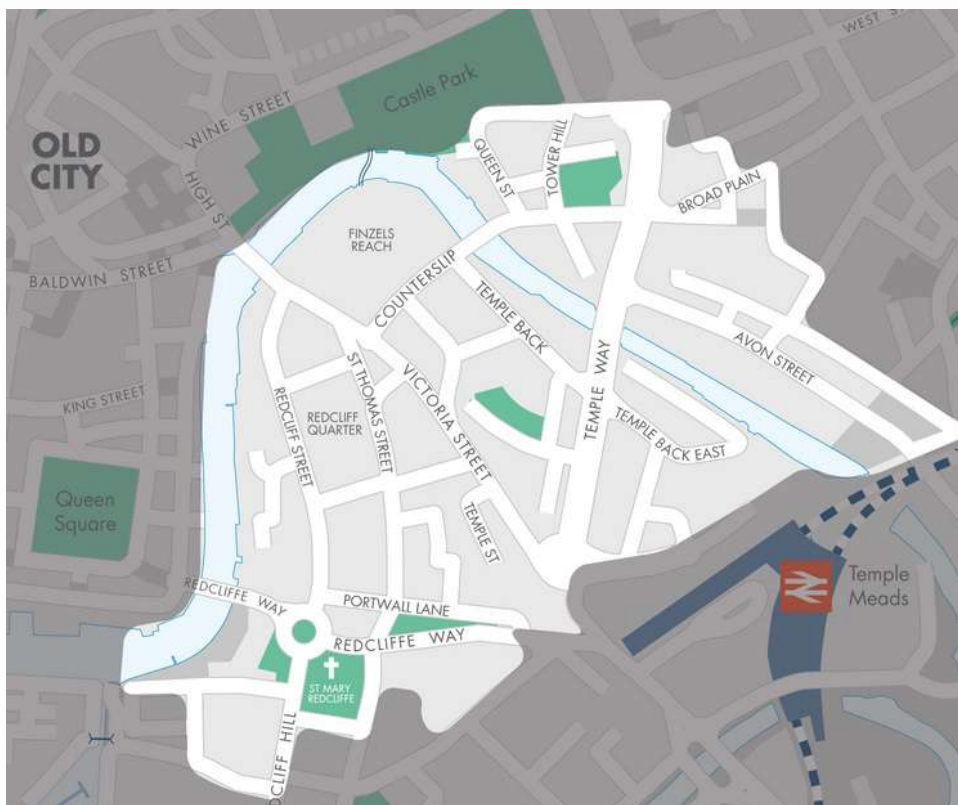 WEST ST
Castle Park
WINE STREET
OLD
CITY
HIGH ST
QUEEN ST
TOWER HILL
BROAD PLAIN
FINZELS
REACH
BALDWIN STREET
COUNTERSLIP
TEMPLE BACK
AVON STREET
KING STREET
ST THOMAS STREET
VICTORIA STREET
TEMPLE WAY
REDCLIFF STREET
REDCLIFF
QUARTER
TEMPLE BACK EAST
Queen
Square
TEMPLE ST
Temple
Meads
REDCLIFFE WAY
PORTWALL LANE
REDCLIFFE WAY
ST MARY
REDCLIFFE
DCLIFF HILL